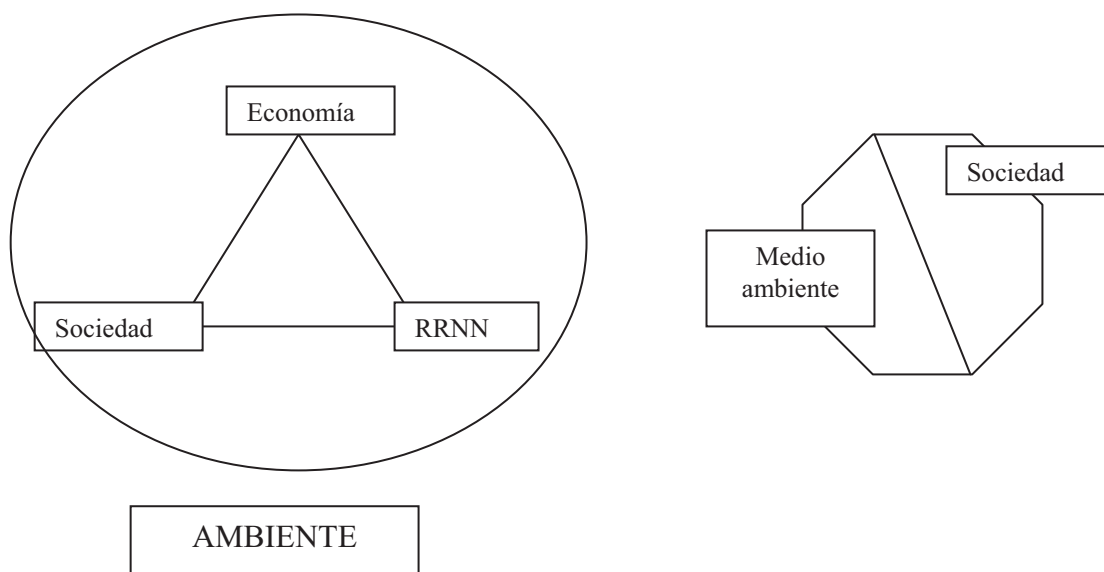 Economía
Sociedad
RRNN
AMBIENTE
Sociedad
Medio
ambiente